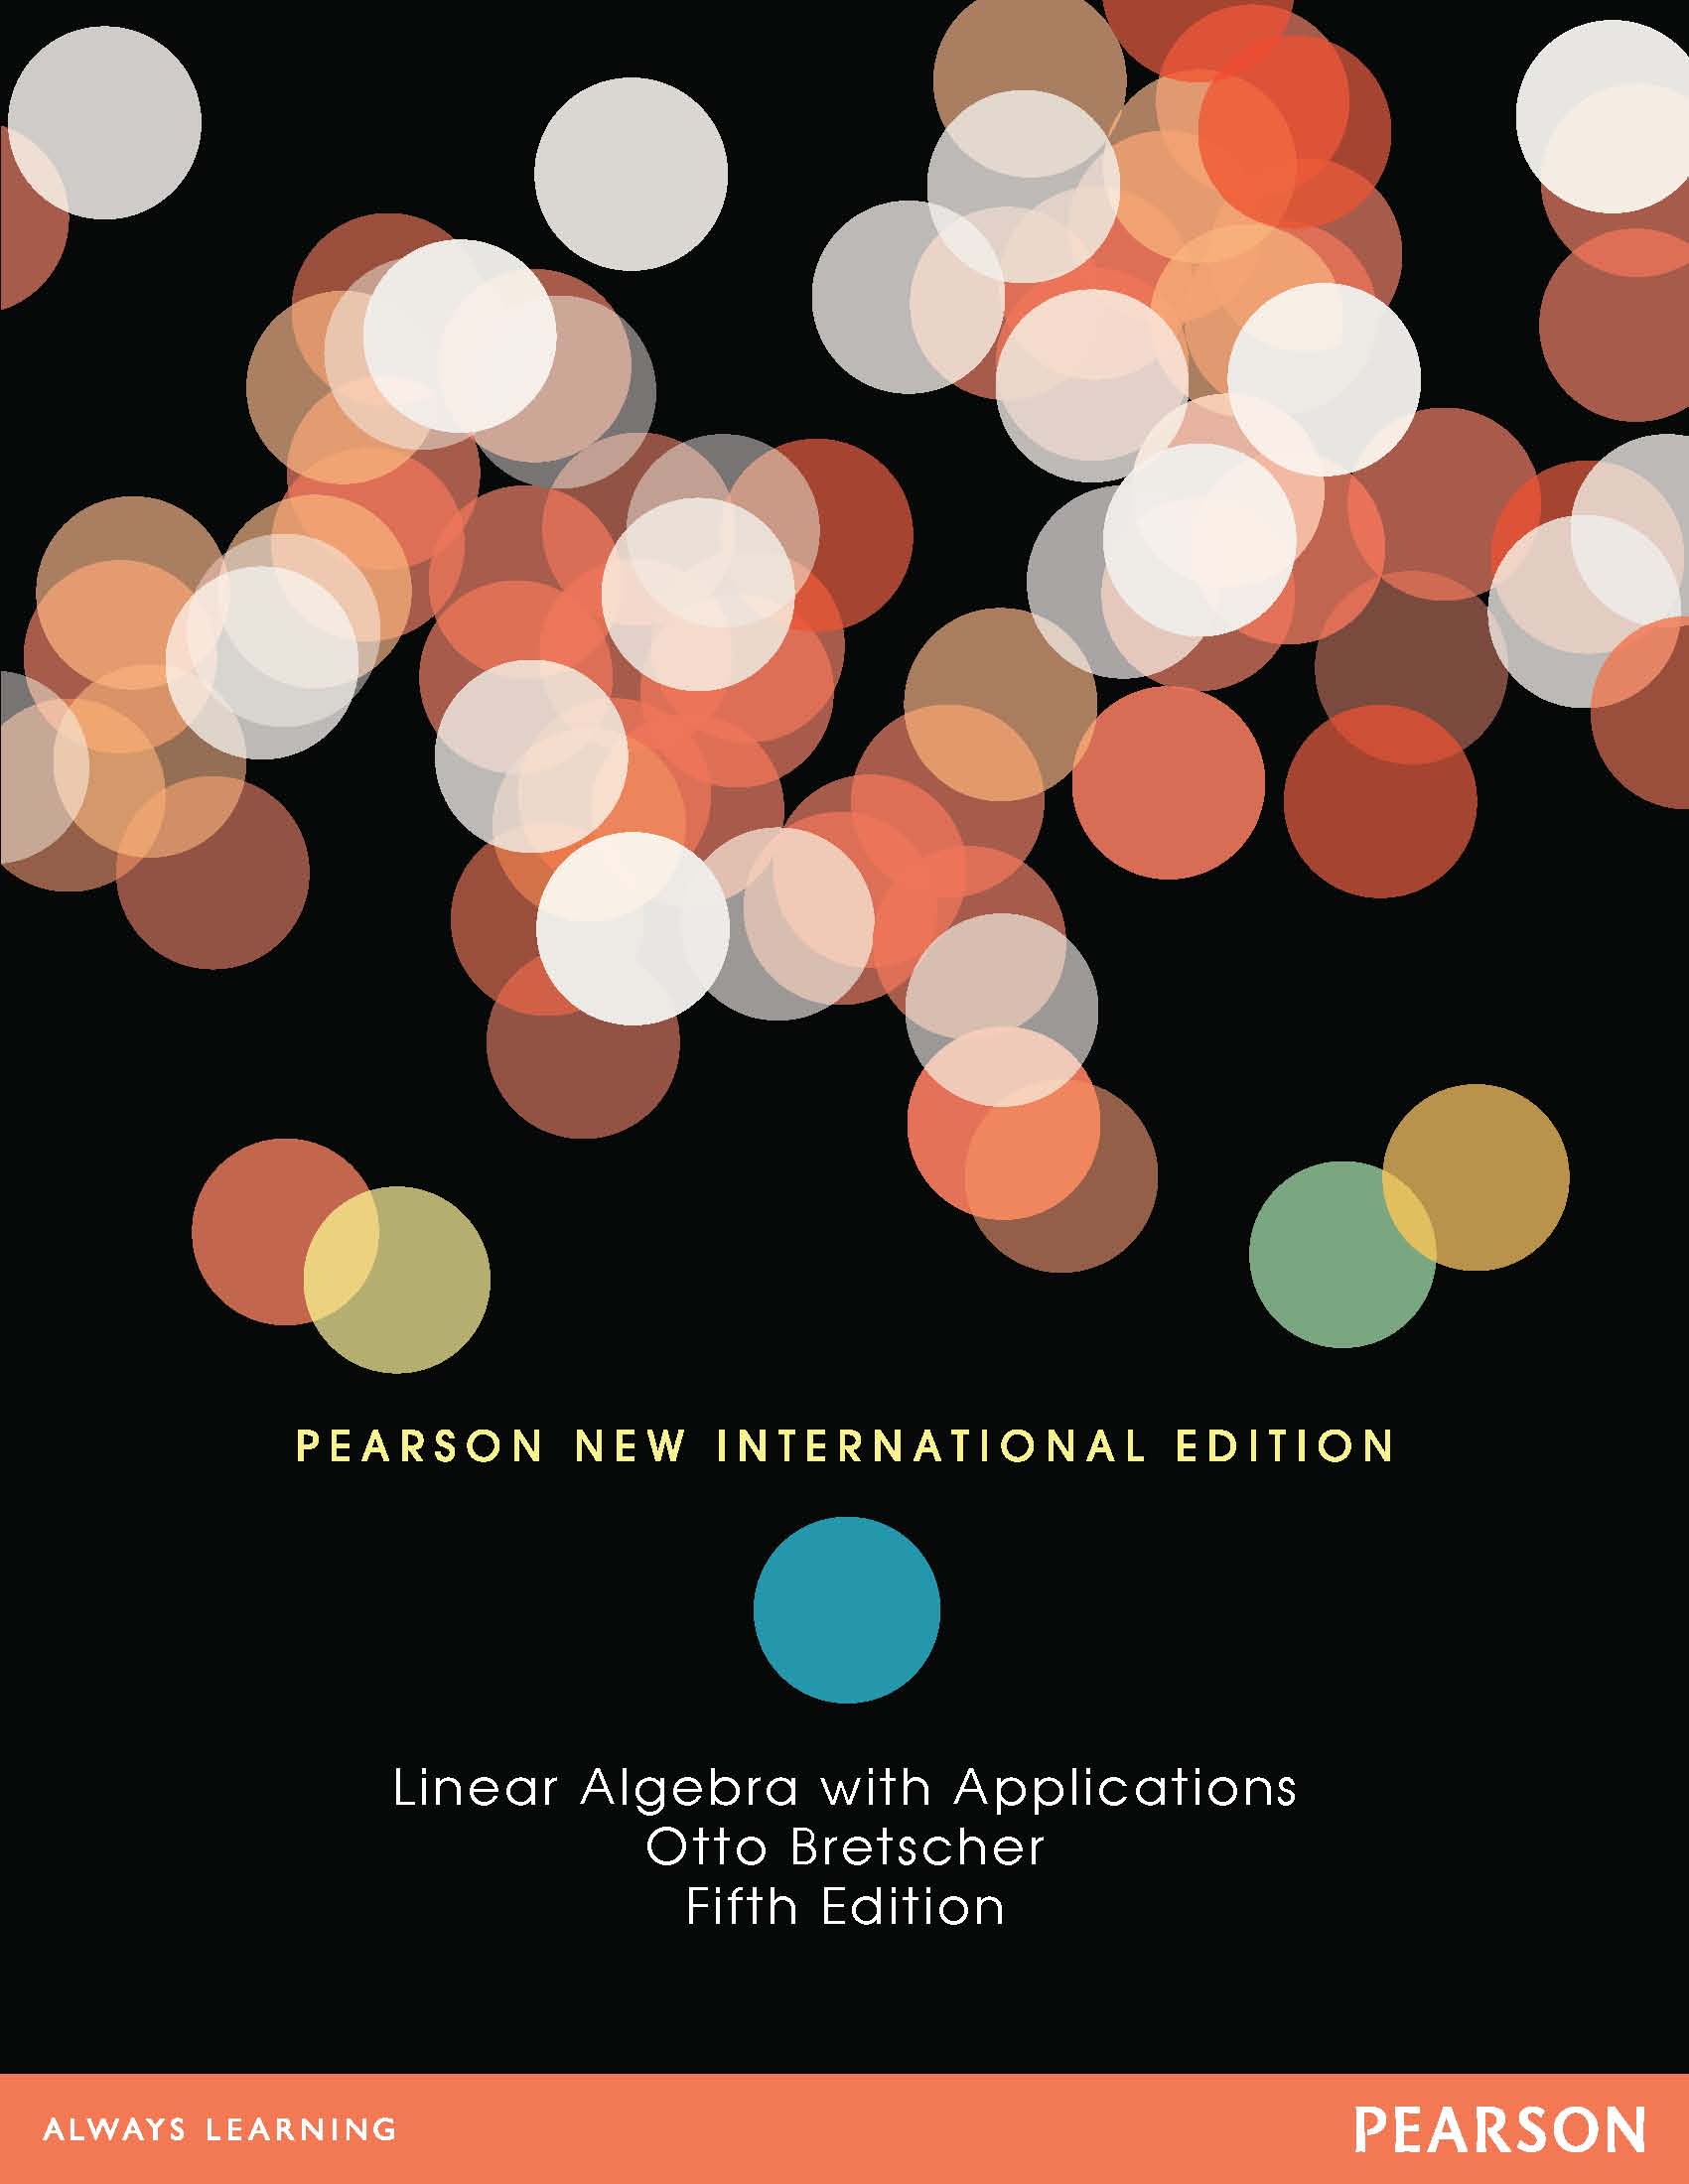 PEARSON NEW INTERNATIONAL EDITION
Linear Algebra with Applications
Otto Bretscher
Fifth Edition
ALWAYS LEARNING
PEARSON